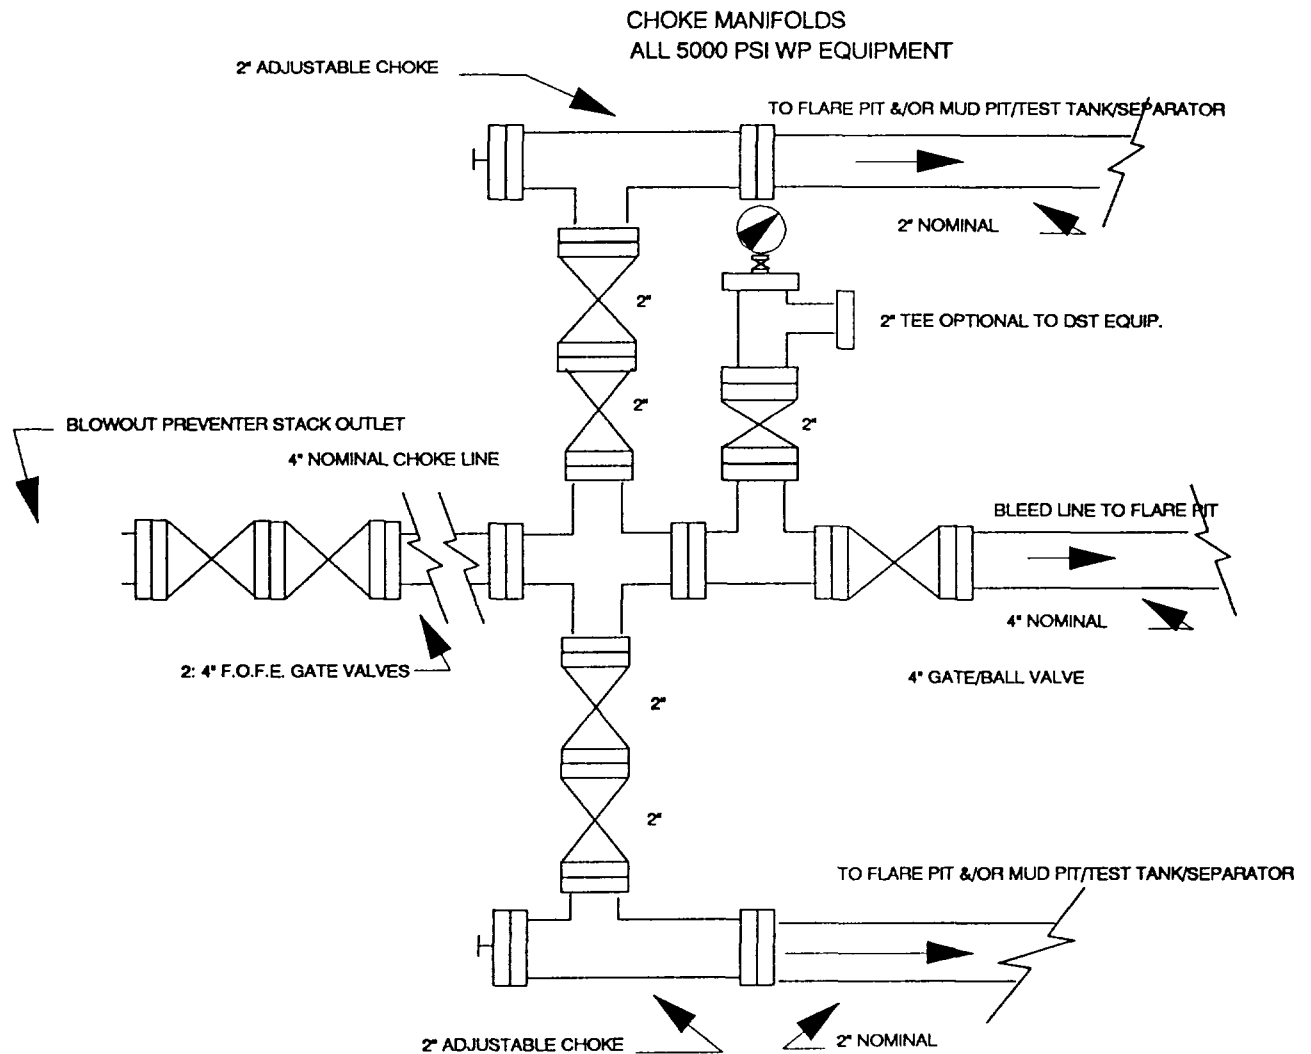 CHOKE MANIFOLDS
ALL 5000 PSI WP EQUIPMENT
2" ADJUSTABLE CHOKE
TO FLARE PIT &/OR MUD PIT/TEST TANK/SEPARATOR
2" NOMINAL
2"
2" TEE OPTIONAL TO DST EQUIP.
2"
2"
BLOWOUT PREVENTER STACK OUTLET
4" NOMINAL CHOKE LINE
BLEED LINE TO FLARE PIT
4" NOMINAL
2: 4" F.O.F.E. GATE VALVES
4" GATE/BALL VALVE
2"
2"
TO FLARE PIT &/OR MUD PIT/TEST TANK/SEPARATOR
2" ADJUSTABLE CHOKE
2" NOMINAL